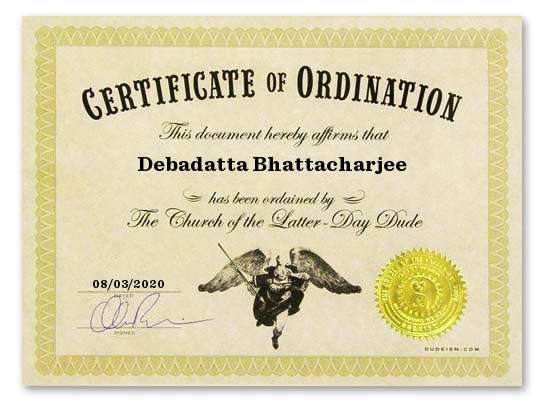 CERTIFICATE OF ORDINATION
This document hereby affirms that
Debadatta Bhattacharjee
has been ordained by
The Church of the Latter-Day Dude
08/03/2020
DATED
SIGNED
DUDEISM.COM